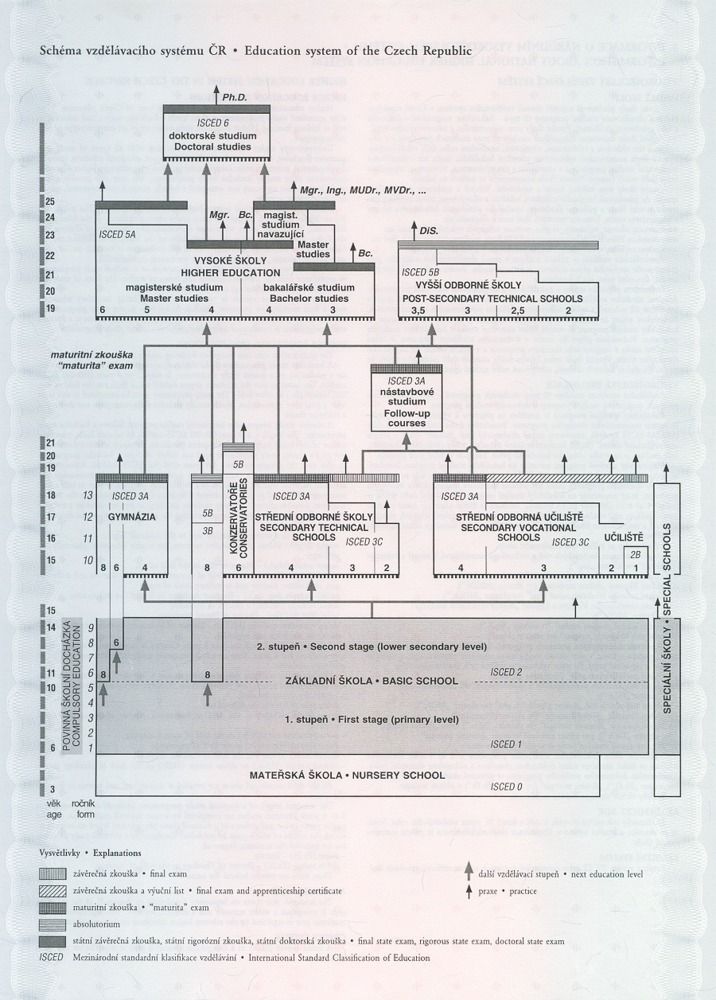 Schéma vzdělávacího systému ČR • Education system of the Czech Republic
Ph.D.
ISCED 6
doktorské studium
Doctoral studies
Mgr., Ing., MUDr., MVDr., ...
25
24
23
22
21
20
19
ISCED 5A
Mgr.
Bc.
magist.
studium
navazující
Master
studies
Bc.
VYSOKÉ ŠKOLY
HIGHER EDUCATION
magisterské studium
Master studies
bakalářské studium
Bachelor studies
6 5 4 4 3
DiS.
ISCED 5B
VYŠŠÍ ODBORNÉ ŠKOLY
POST-SECONDARY TECHNICAL SCHOOLS
3,5 3 2,5 2
maturitní zkouška
“maturita” exam
ISCED 3A
nástavbové
studium
Follow-up
courses
21
20
19
18
17
16
15
13
12
11
10
ISCED 3A
GYMNÁZIA
8 6 4
5B
3B
8
5B
KONZERVATOŘE
CONSERVATORIES
6
ISCED 3A
STŘEDNÍ ODBORNÉ ŠKOLY
SECONDARY TECHNICAL
SCHOOLS
ISCED 3C
4 3 2
ISCED 3A
STŘEDNÍ ODBORNÁ UČILIŠTĚ
SECONDARY VOCATIONAL
SCHOOLS
ISCED 3C
UČILIŠTĚ
2B
4 3 2 1
SPECIÁLNÍ ŠKOLY • SPECIAL SCHOOLS
15
14
11
10
6
3
POVINNÁ ŠKOLNÍ DOCHÁZKA
COMPULSORY EDUCATION
9
8
7
6
5
4
3
2
1
6
8
8
2. stupeň • Second stage (lower secondary level)
ISCED 2
ZÁKLADNÍ ŠKOLA • BASIC SCHOOL
1. stupeň • First stage (primary level)
ISCED 1
MATEŘSKÁ ŠKOLA • NURSERY SCHOOL
ISCED 0
věk ročník
age form
Vysvětlivky • Explanations
závěrečná zkouška • final exam
závěrečná zkouška a výuční list • final exam and apprenticeship certificate
maturitní zkouška • “maturita” exam
absolutorium
státní závěrečná zkouška, státní rigorózní zkouška, státní doktorská zkouška • final state exam, rigorous state exam, doctoral state exam
ISCED Mezinárodní standardní klasifikace vzdělávání • International Standard Classification of Education
další vzdělávací stupeň • next education level
praxe • practice